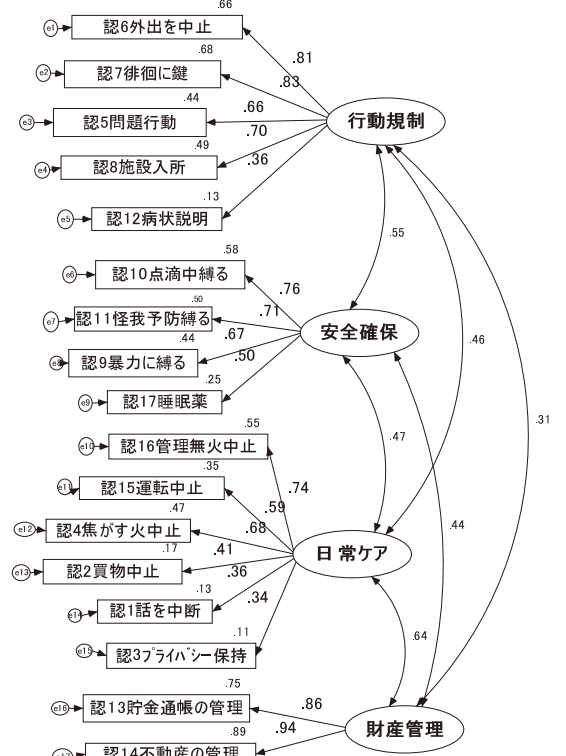 .66
e1 認6外出を中止
.81
.68
e2 認7徘徊に鍵
.83
.44
e3 認5問題行動
.66
行動規制
.70
.49
e4 認8施設入所
.36
.13
e5 認12病状説明
.55
.58
e6 認10点滴中縛る
.76
.50
e7 認11怪我予防縛る
.71
安全確保
.67
.44
e8 認9暴力に縛る
.50
.46
.25
e9 認17睡眠薬
.31
.55
.47
e10 認16管理無火中止
.35
.74
e11 認15運転中止
.59
.47
.44
e12 認4焦がす火中止
.68
日常ケア
.17
.41
e13 認2買物中止
.36
.13
e14 認1話を中断
.34
.64
.11
e15 認3プライバシー保持
.75
e16 認13貯金通帳の管理
.86
財産管理
.89
.94
e17 認14不動産の管理